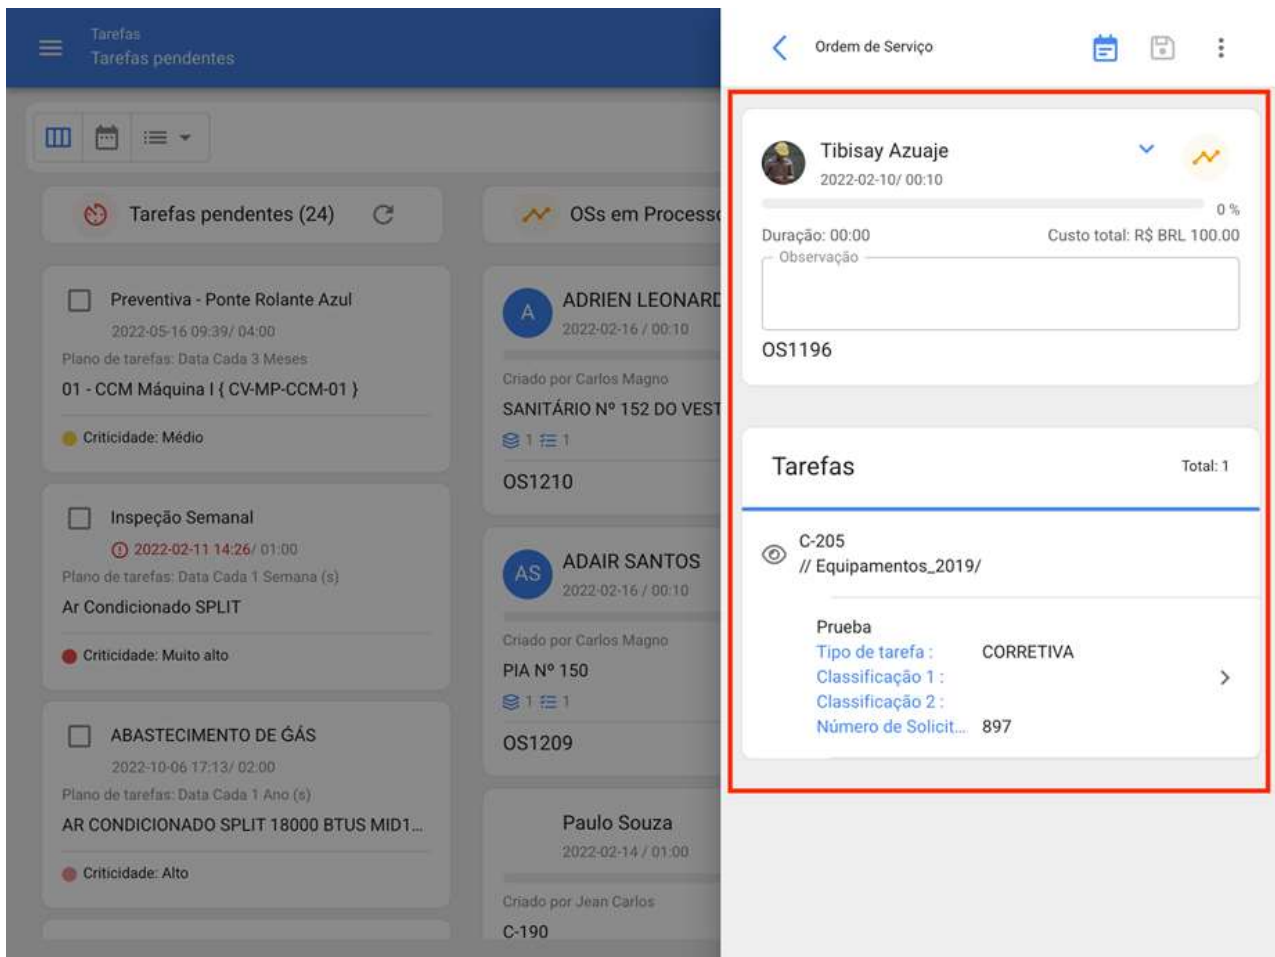 Tarefas
Tarefas pendentes
Tarefas pendentes (24)
Preventiva - Ponte Rolante Azul
2022-05-16 09:39/ 04:00
Plano de tarefas: Data Cada 3 Meses
01 - CCM Máquina I { CV-MP-CCM-01 }
Criticidade: Médio
Inspeção Semanal
2022-02-11 14:26/ 01:00
Plano de tarefas: Data Cada 1 Semana (s)
Ar Condicionado SPLIT
Criticidade: Muito alto
ABASTECIMENTO DE GÁS
2022-10-06 17:13/ 02:00
Plano de tarefas: Data Cada 1 Ano (s)
AR CONDICIONADO SPLIT 18000 BTUS MID1...
Criticidade: Alto
OSs em Processo
A
ADRIEN LEONARD
2022-02-16 / 00:10
Criado por Carlos Magno
SANITÁRIO Nº 152 DO VEST
1 1
OS1210
AS
ADAIR SANTOS
2022-02-16 / 00:10
Criado por Carlos Magno
PIA Nº 150
1 1
OS1209
Paulo Souza
2022-02-14 / 01:00
Criado por Jean Carlos
C-190
Ordem de Serviço
Tibisay Azuaje
2022-02-10/ 00:10
0 %
Duração: 00:00 Custo total: R$ BRL 100.00
Observação
OS1196
Tarefas Total: 1
C-205
// Equipamentos_2019/
Prueba
Tipo de tarefa : CORRETIVA
Classificação 1 :
Classificação 2 :
Número de Solicit... 897